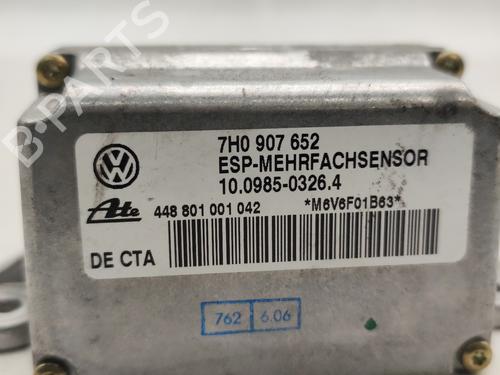 B-PARTS
7H0 907 652
ESP-MEHRFACHSENSOR
10.0985-0326.4
VW
Ate 448 801 001 042 *M6V6F01B63*
DE CTA
762 6.06